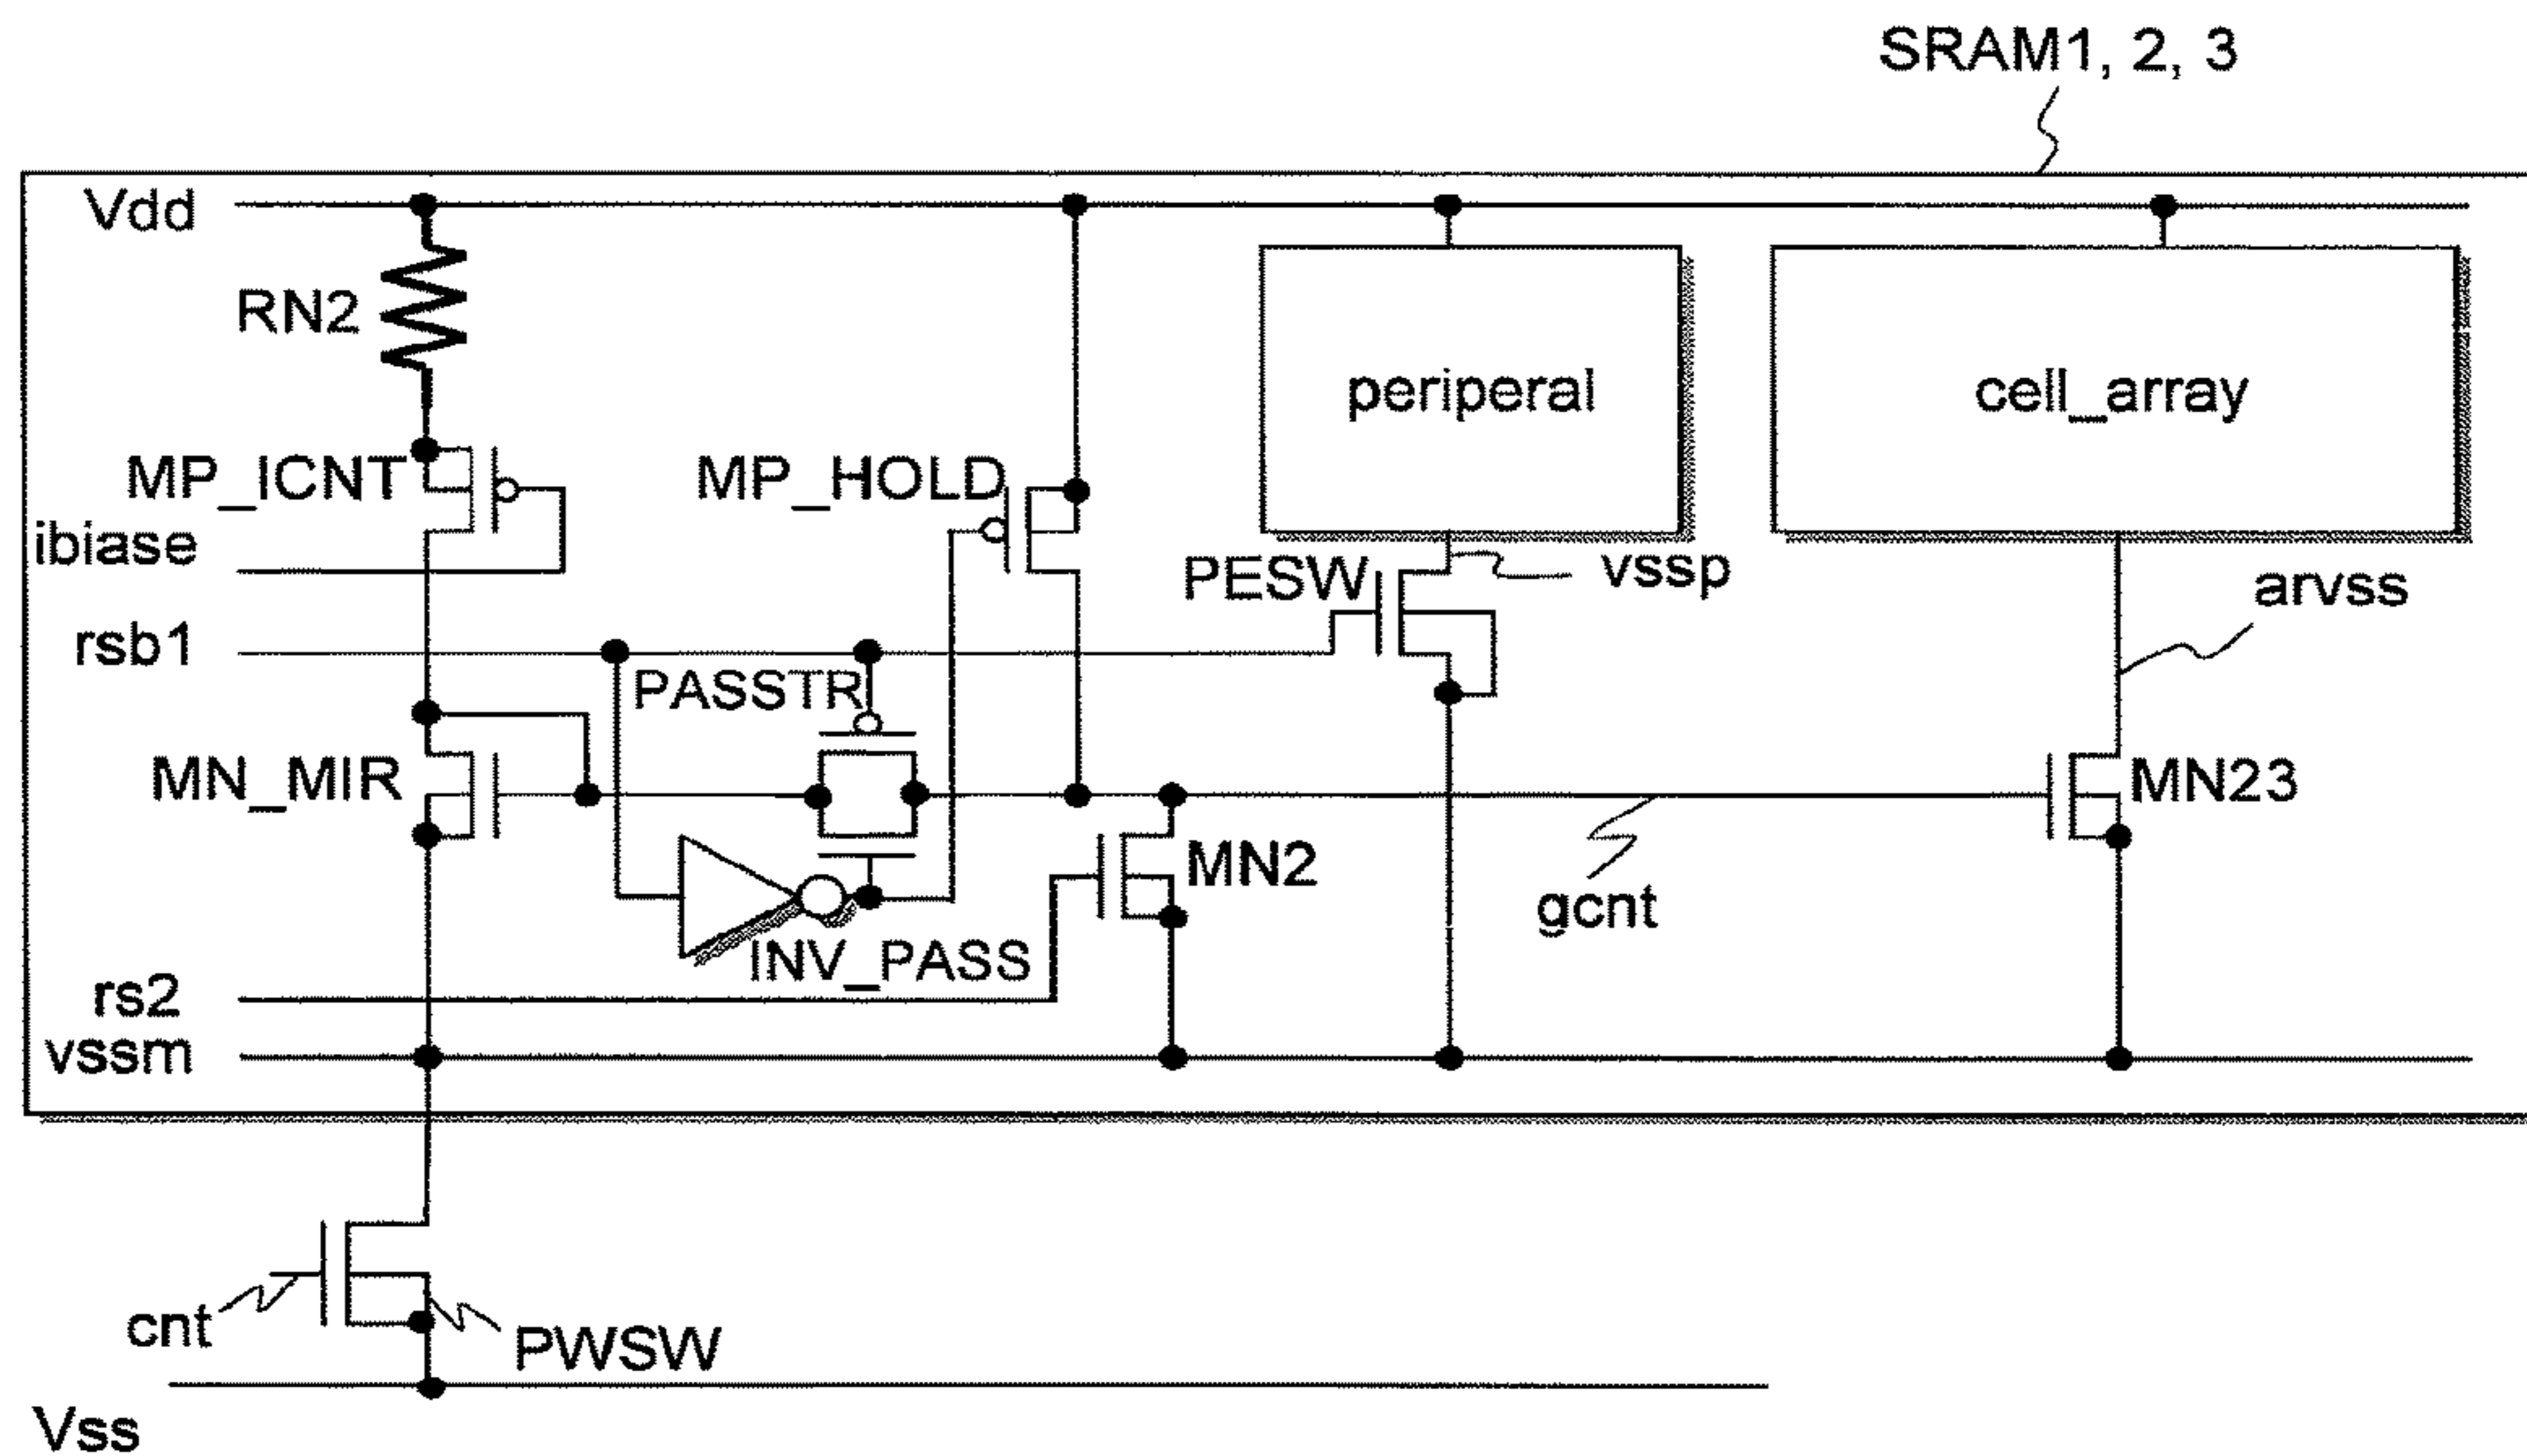 SRAM1, 2, 3
Vdd
RN2
periperal
cell_array
MP_ICNT
MP_HOLD
ibiase
PESW
vssp
arvss
rsb1
PASSTR
MN_MIR
MN23
MN2
gcnt
INV_PASS
rs2
vssm
cnt
PWSW
Vss